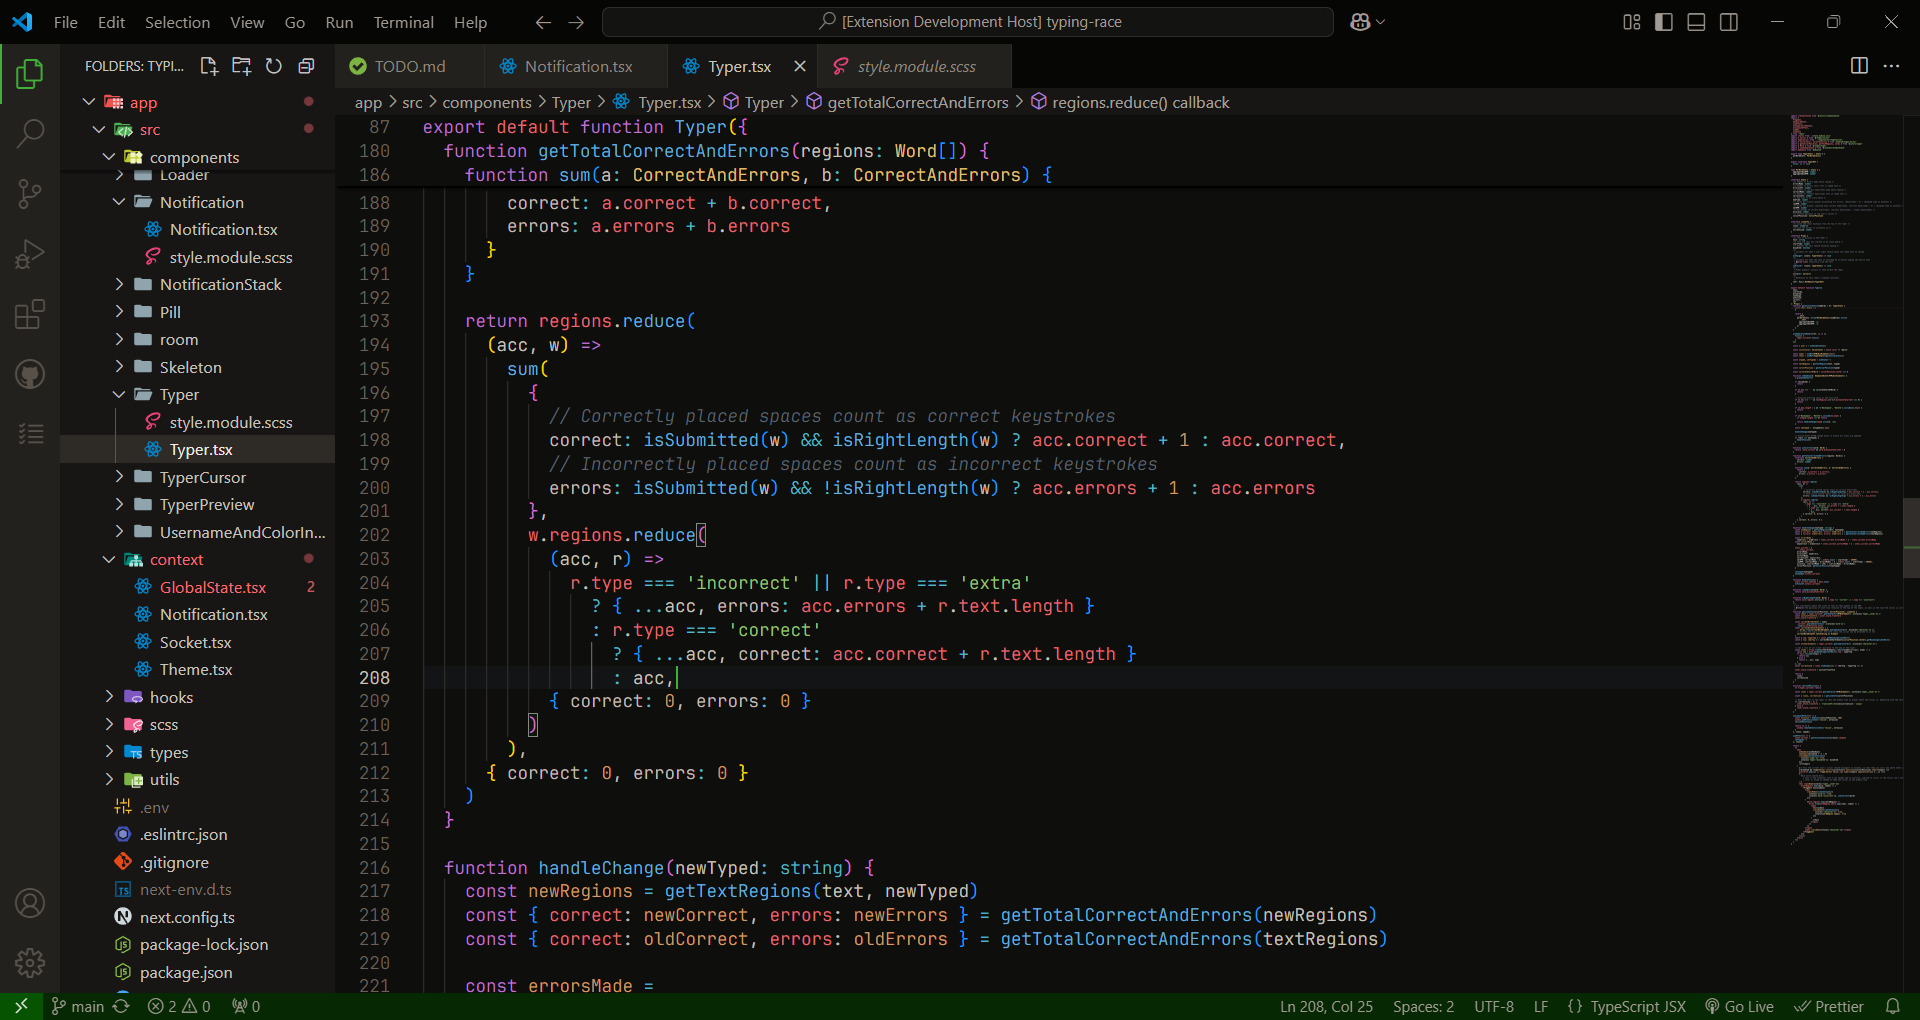 File Edit Selection View Go Run Terminal Help
[Extension Development Host] typing-race
FOLDERS: TYPI...
TODO.md
Notification.tsx
Typer.tsx
style.module.scss
app
src
components
Loader
Notification
Notification.tsx
style.module.scss
NotificationStack
Pill
room
Skeleton
Typer
style.module.scss
Typer.tsx
TyperCursor
TyperPreview
UsernameAndColorIn...
context
GlobalState.tsx 2
Notification.tsx
Socket.tsx
Theme.tsx
hooks
scss
types
utils
.env
.eslintrc.json
.gitignore
next-env.d.ts
next.config.ts
package-lock.json
package.json
app > src > components > Typer > Typer.tsx > Typer > getTotalCorrectAndErrors > regions.reduce() callback
87 export default function Typer({
180 function getTotalCorrectAndErrors(regions: Word[]) {
186 function sum(a: CorrectAndErrors, b: CorrectAndErrors) {
188 correct: a.correct + b.correct,
189 errors: a.errors + b.errors
190 }
191 }
192
193 return regions.reduce(
194 (acc, w) =>
195 sum(
196 {
197 // Correctly placed spaces count as correct keystrokes
198 correct: isSubmitted(w) && isRightLength(w) ? acc.correct + 1 : acc.correct,
199 // Incorrectly placed spaces count as incorrect keystrokes
200 errors: isSubmitted(w) && !isRightLength(w) ? acc.errors + 1 : acc.errors
201 },
202 w.regions.reduce(
203 (acc, r) =>
204 r.type === 'incorrect' || r.type === 'extra'
205 ? { ...acc, errors: acc.errors + r.text.length }
206 : r.type === 'correct'
207 ? { ...acc, correct: acc.correct + r.text.length }
208 : acc,
209 { correct: 0, errors: 0 }
210 )
211 ),
212 { correct: 0, errors: 0 }
213 )
214 }
215
216 function handleChange(newTyped: string) {
217 const newRegions = getTextRegions(text, newTyped)
218 const { correct: newCorrect, errors: newErrors } = getTotalCorrectAndErrors(newRegions)
219 const { correct: oldCorrect, errors: oldErrors } = getTotalCorrectAndErrors(textRegions)
220
221 const errorsMade =
main 2 0 0
Ln 208, Col 25 Spaces: 2 UTF-8 LF {} TypeScript JSX Go Live Prettier